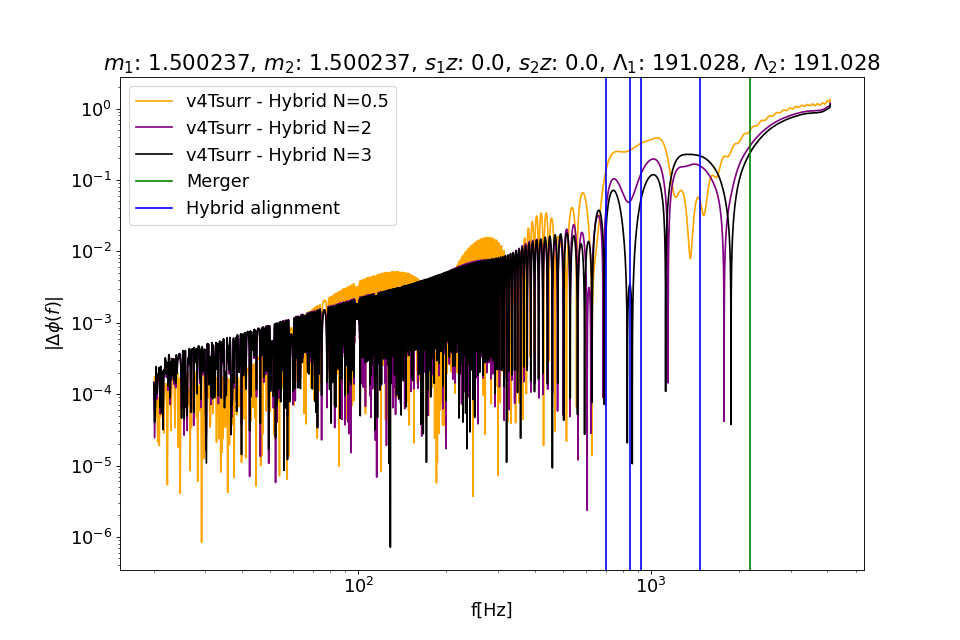 m₁: 1.500237, m₂: 1.500237, s₁z: 0.0, s₂z: 0.0, Λ₁: 191.028, Λ₂: 191.028
v4Tsurr - Hybrid N=0.5
v4Tsurr - Hybrid N=2
v4Tsurr - Hybrid N=3
Merger
Hybrid alignment
|Δϕ(f)|
10⁰
10⁻¹
10⁻²
10⁻³
10⁻⁴
10⁻⁵
10⁻⁶
10²
10³
f[Hz]